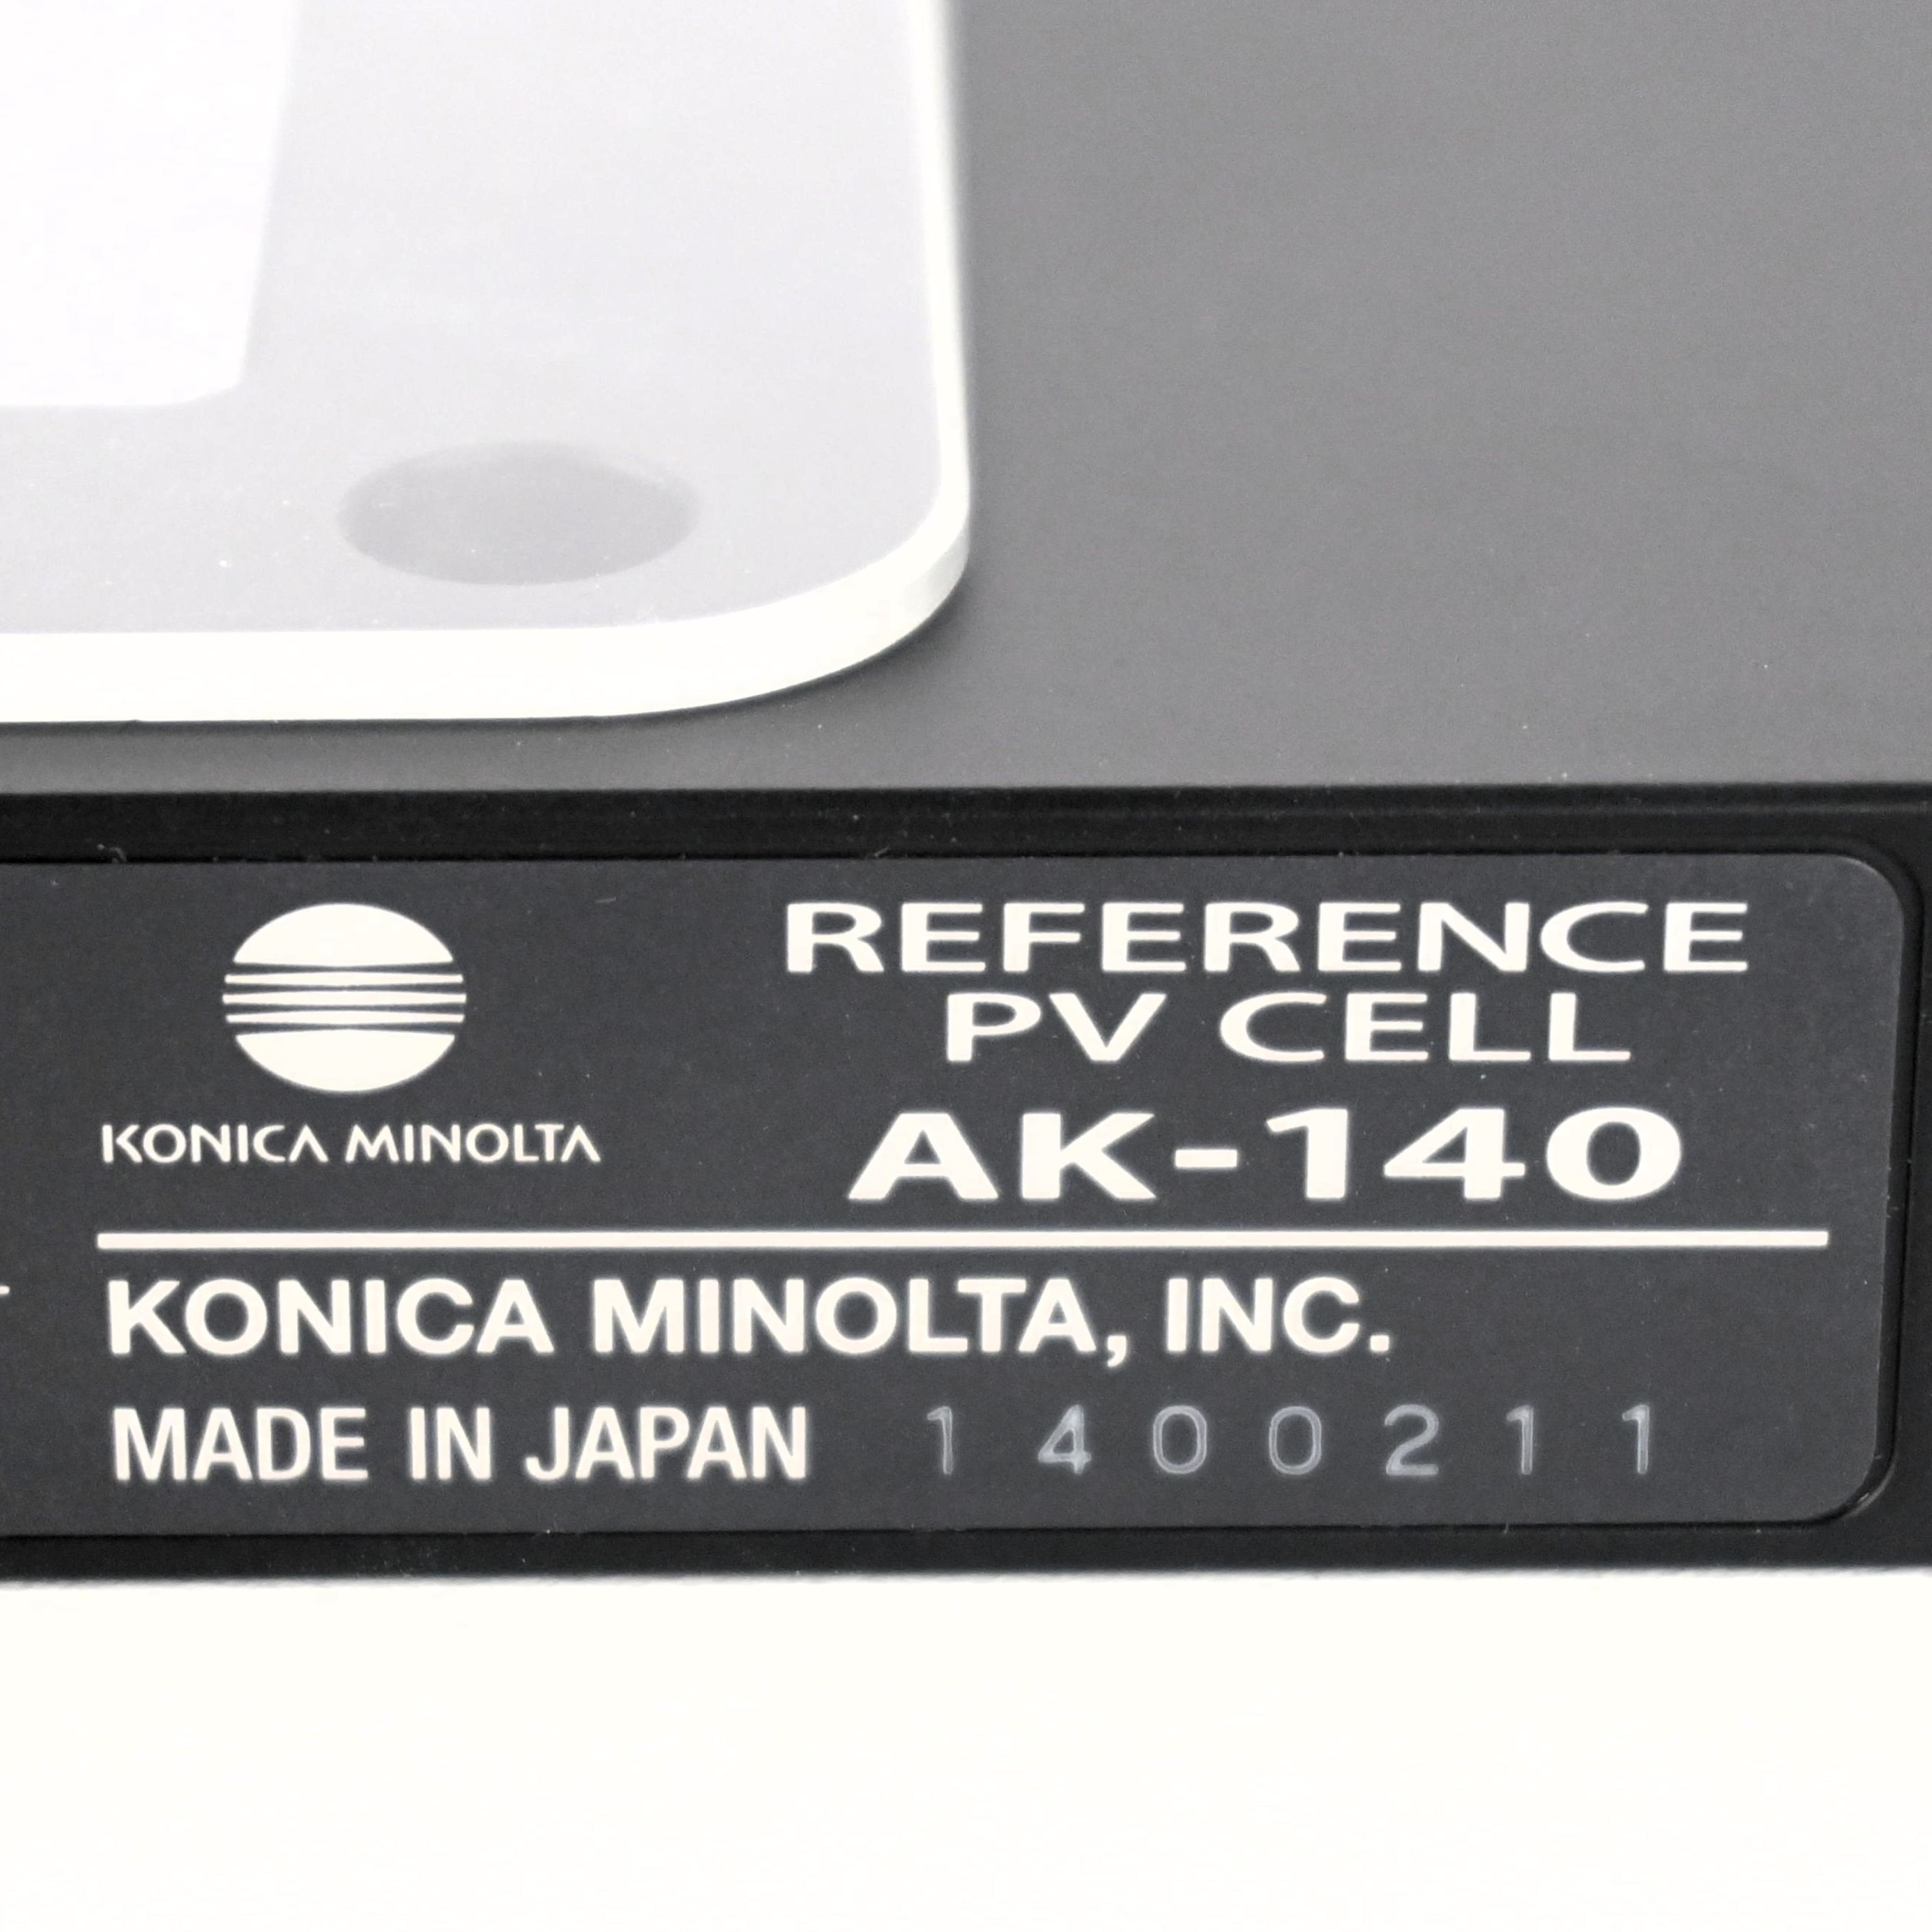 REFERENCE
PV CELL
AK-140
KONICA MINOLTA
KONICA MINOLTA, INC.
MADE IN JAPAN 1400211